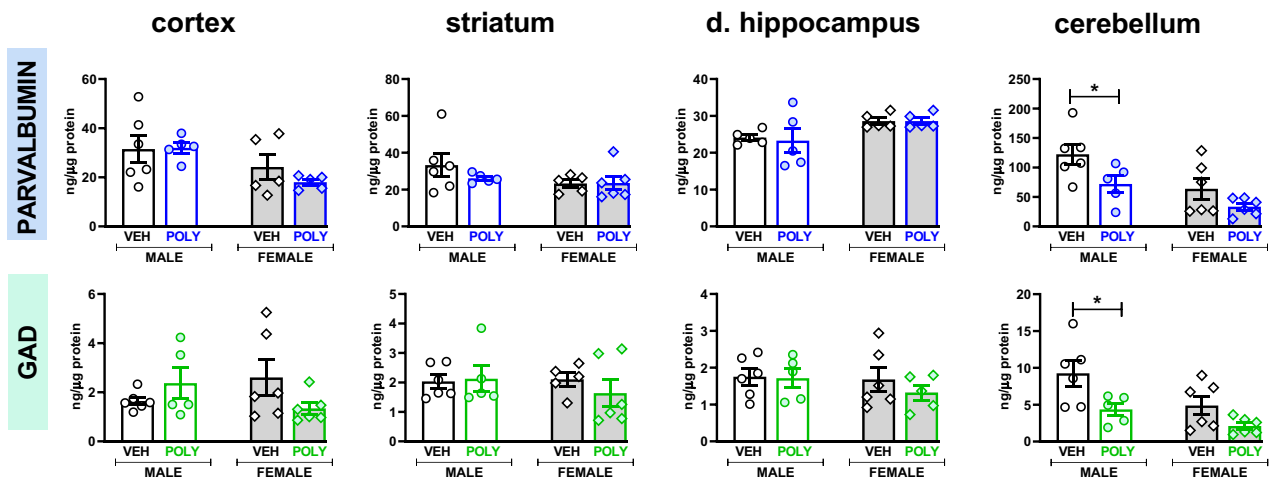 cortex striatum d. hippocampus cerebellum
PARVALBUMIN
ng/µg protein
60
40
20
0
VEH POLY VEH POLY
MALE FEMALE
ng/µg protein
80
60
40
20
0
VEH POLY VEH POLY
MALE FEMALE
ng/µg protein
40
30
20
10
0
VEH POLY VEH POLY
MALE FEMALE
ng/µg protein
250
200
150
100
50
0
*
VEH POLY VEH POLY
MALE FEMALE
GAD
ng/µg protein
6
4
2
0
VEH POLY VEH POLY
MALE FEMALE
ng/µg protein
5
4
3
2
1
0
VEH POLY VEH POLY
MALE FEMALE
ng/µg protein
4
3
2
1
0
VEH POLY VEH POLY
MALE FEMALE
ng/µg protein
20
15
10
5
0
*
VEH POLY VEH POLY
MALE FEMALE